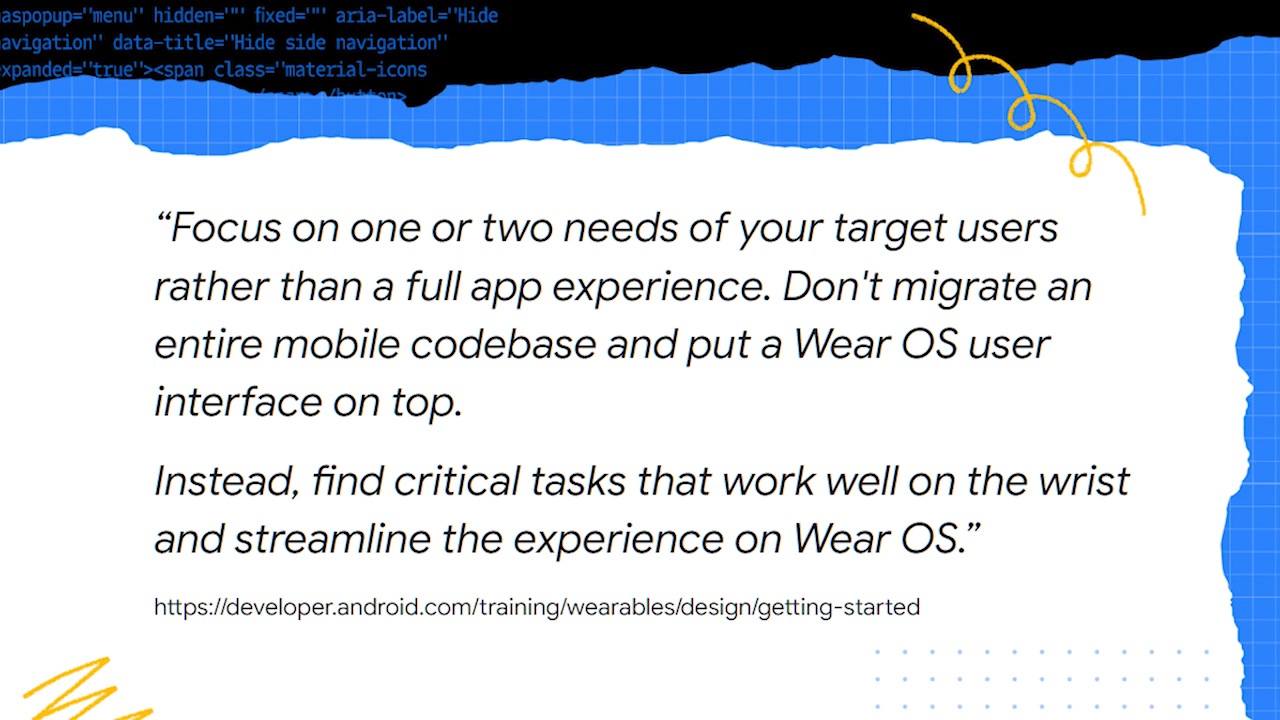 aspopup="menu" hidden="" fixed="" aria-label="Hide
navigation" data-title="Hide side navigation"
expanded="true"><span class="material-icons
</button>
“Focus on one or two needs of your target users
rather than a full app experience. Don't migrate an
entire mobile codebase and put a Wear OS user
interface on top.
Instead, find critical tasks that work well on the wrist
and streamline the experience on Wear OS.”
https://developer.android.com/training/wearables/design/getting-started